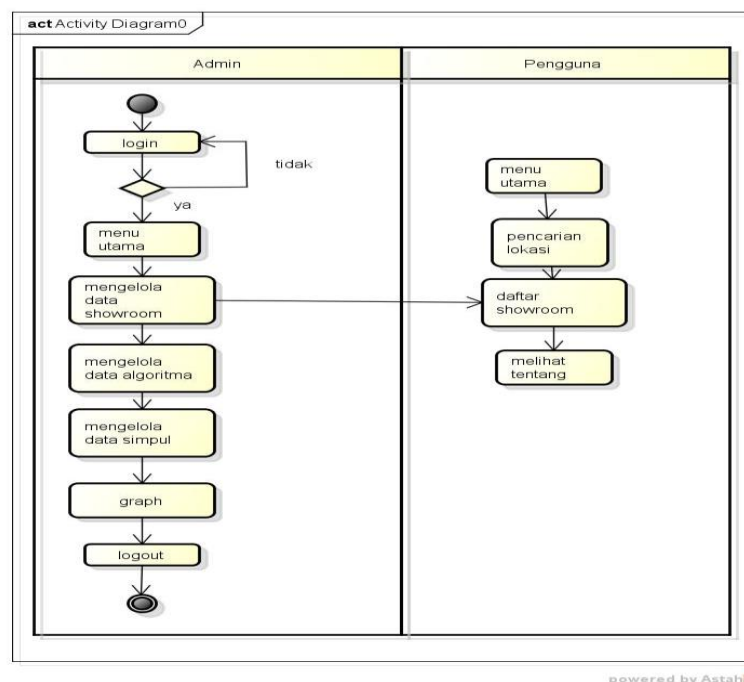 act Activity Diagram0
Admin
Pengguna
login
tidak
ya
menu
utama
mengelola
data
showroom
mengelola
data algoritma
mengelola
data simpul
graph
logout
menu
utama
pencarian
lokasi
daftar
showroom
melihat
tentang
powered by Astah